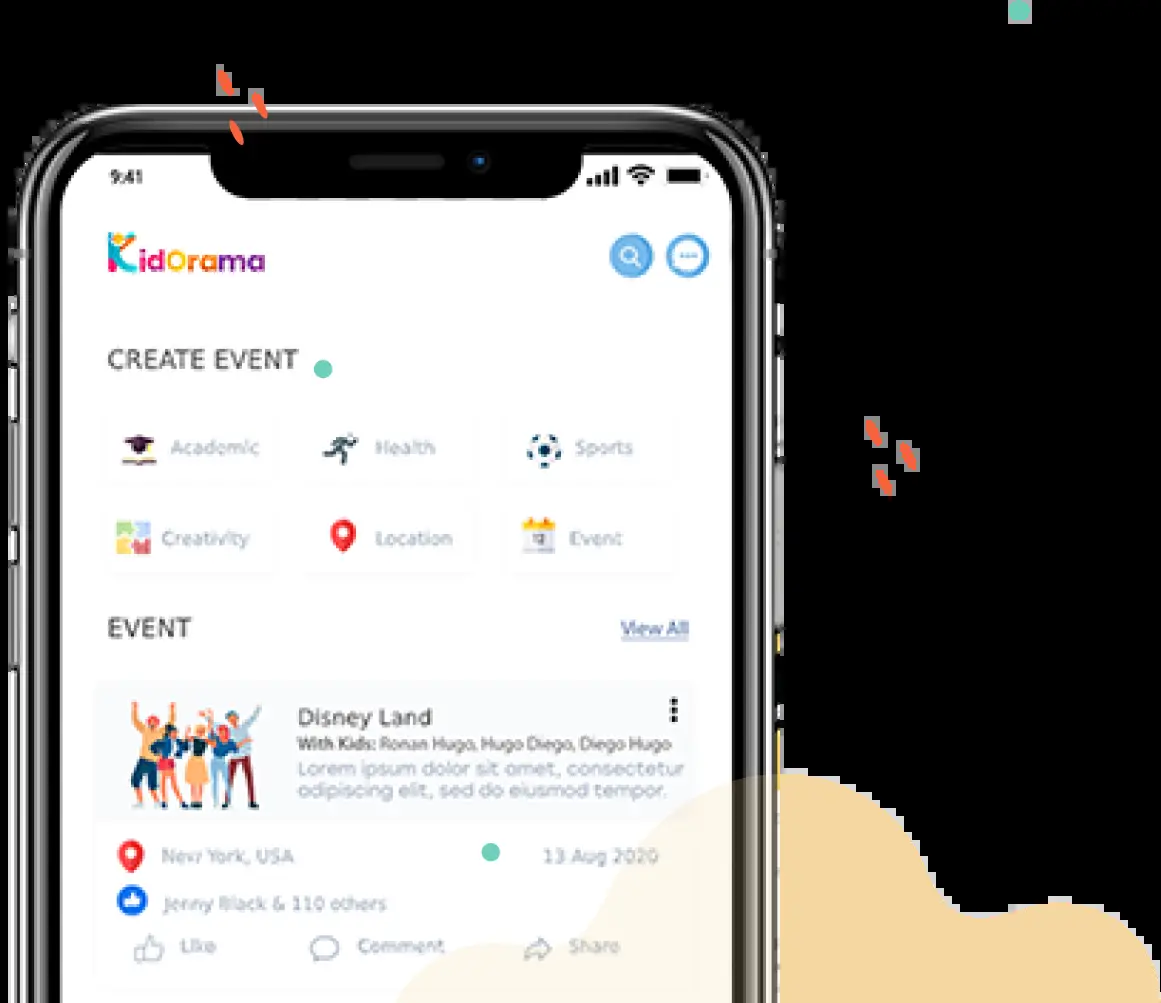 9:41
KidOrama
CREATE EVENT
Academic
Health
Sports
Creativity
Location
12
Event
EVENT
View All
Disney Land
With Kids: Ronan Hugo, Hugo Diego, Diego Hugo
Lorem ipsum dolor sit amet, consectetur
adipiscing elit, sed do eiusmod tempor.
New York, USA
13 Aug 2020
Jenny Black & 110 others
Like
Comment
Share